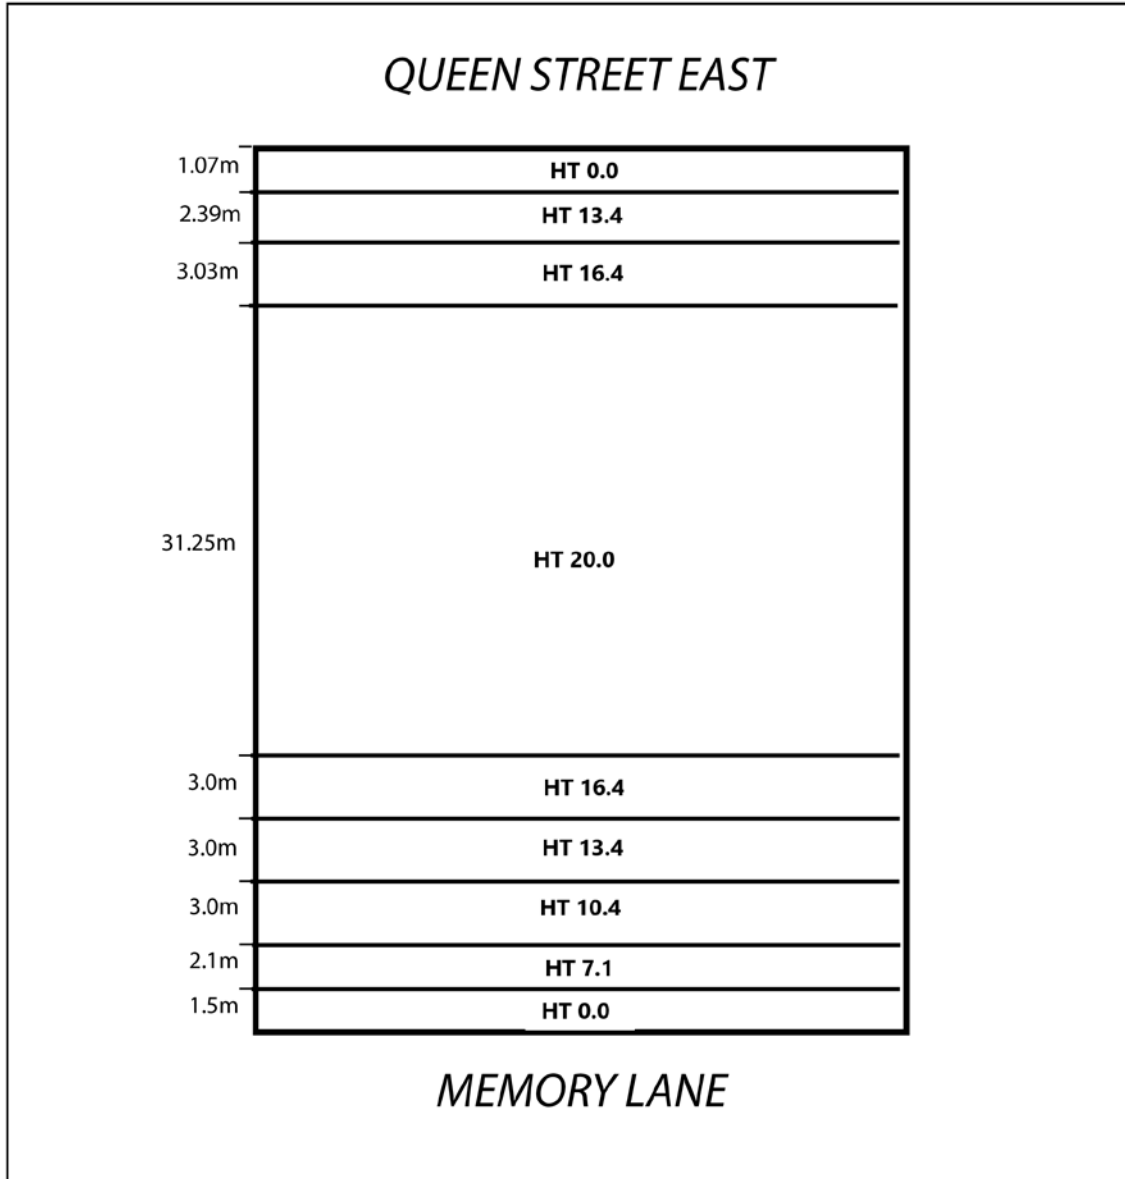 QUEEN STREET EAST
1.07m HT 0.0
2.39m HT 13.4
3.03m HT 16.4
31.25m HT 20.0
3.0m HT 16.4
3.0m HT 13.4
3.0m HT 10.4
2.1m HT 7.1
1.5m HT 0.0
MEMORY LANE